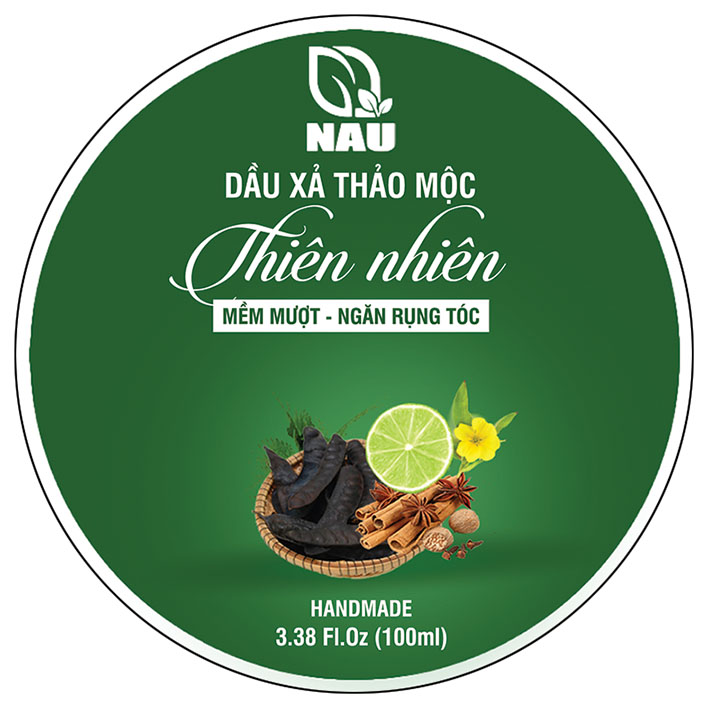 NAU
DẦU XẢ THẢO MỘC
Thiên nhiên
MỀM MƯỢT - NGĂN RỤNG TÓC
HANDMADE
3.38 Fl.Oz (100ml)